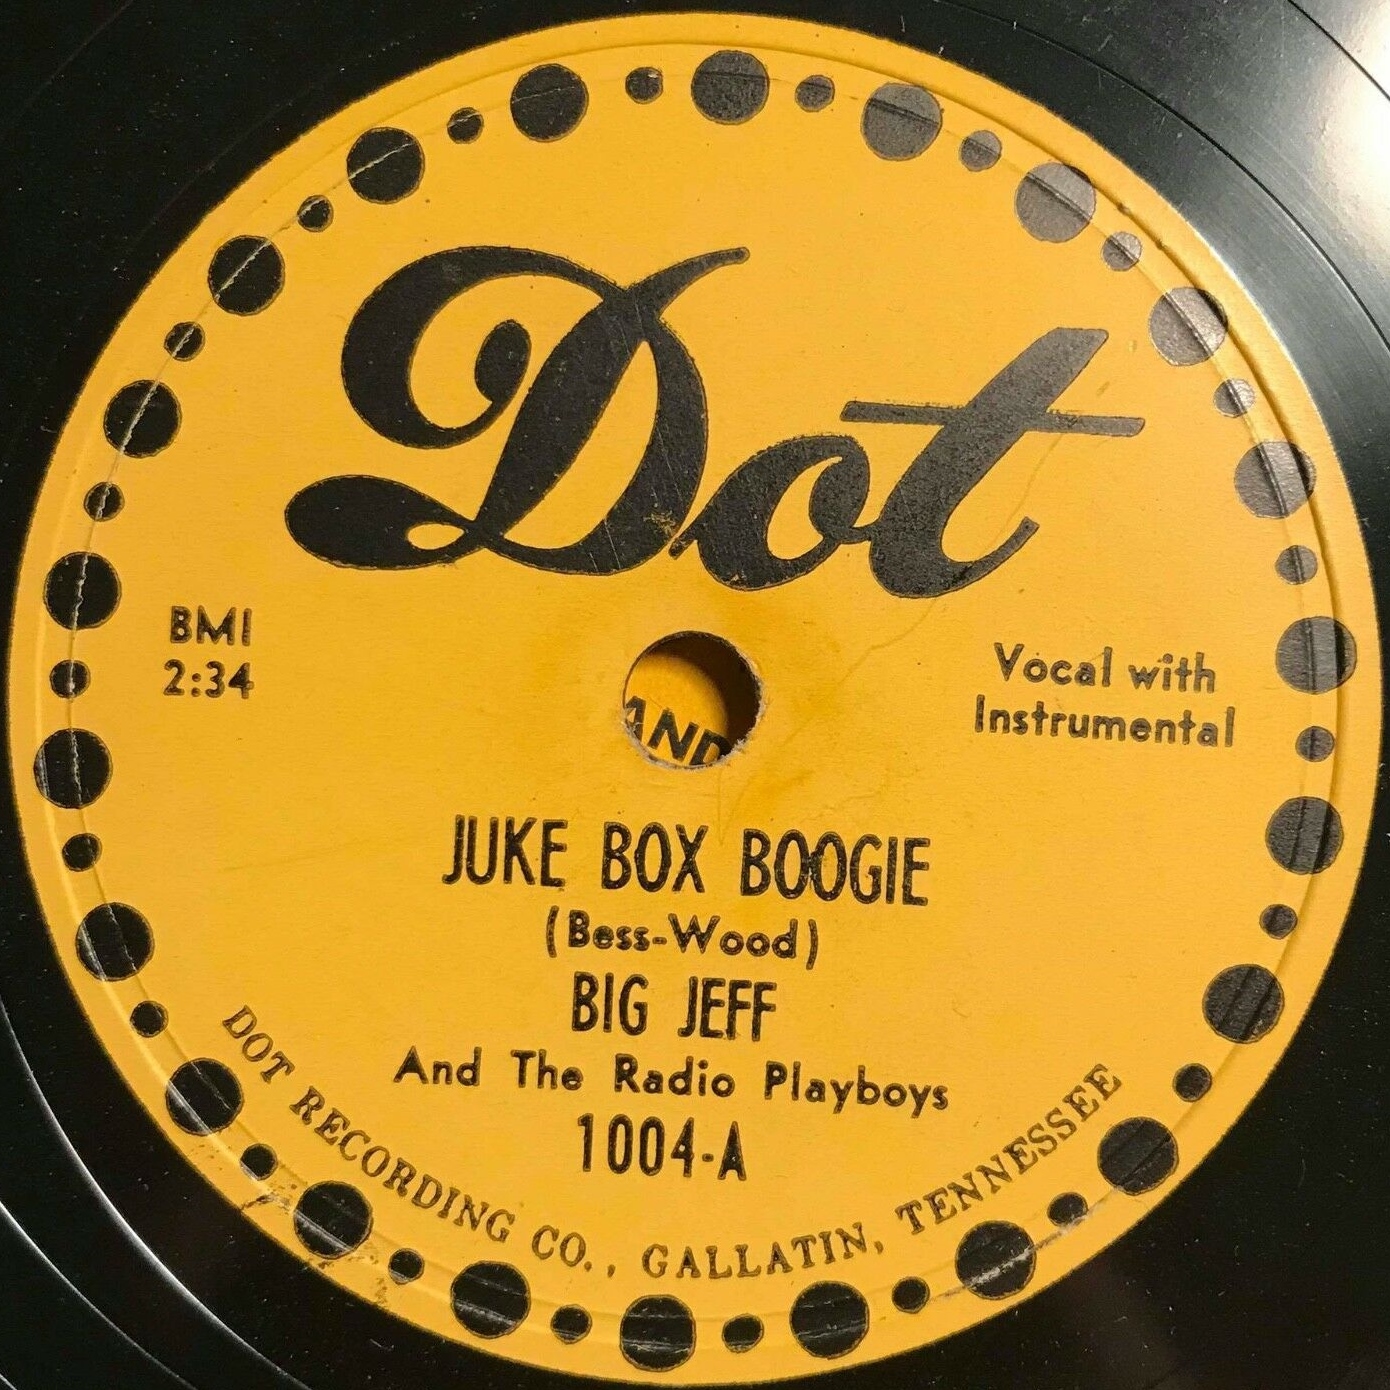 Dot
BMI
2:34
Vocal with
Instrumental
AND
JUKE BOX BOOGIE
(Bess-Wood)
BIG JEFF
And The Radio Playboys
1004-A
DOT RECORDING CO., GALLATIN, TENNESSEE